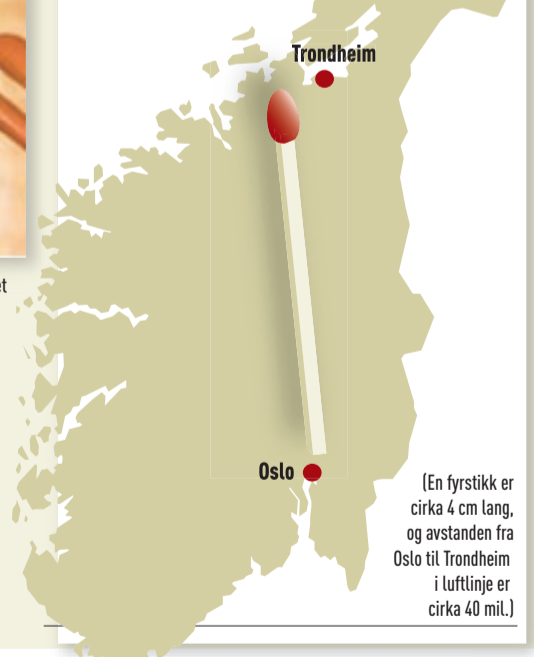 Trondheim
et
Oslo
(En fyrstikk er
cirka 4 cm lang,
og avstanden fra
Oslo til Trondheim
i luftlinje er
cirka 40 mil.)